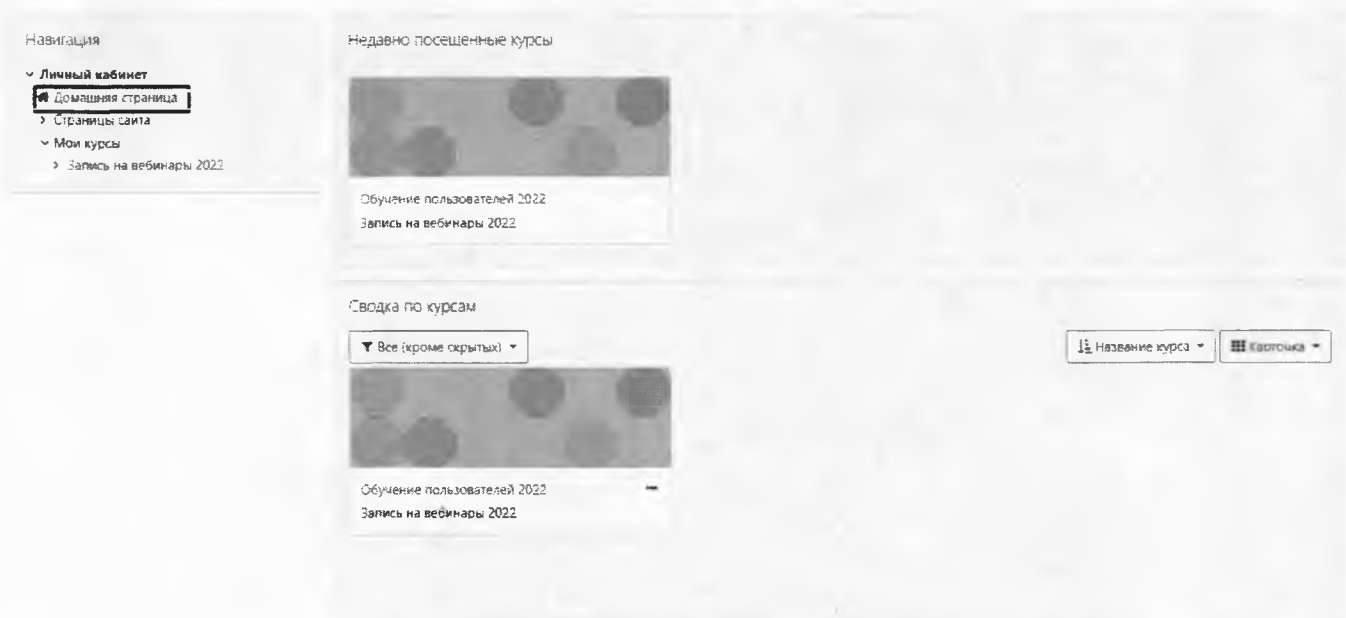 Навигация
Личный кабинет
Домашняя страница
Страницы сайта
Мои курсы
Запись на вебинары 2022
Недавно посещенные курсы
Обучение пользователей 2022
Запись на вебинары 2022
Сводка по курсам
Все (кроме скрытых)
Название курса
Карточка
Обучение пользователей 2022
Запись на вебинары 2022